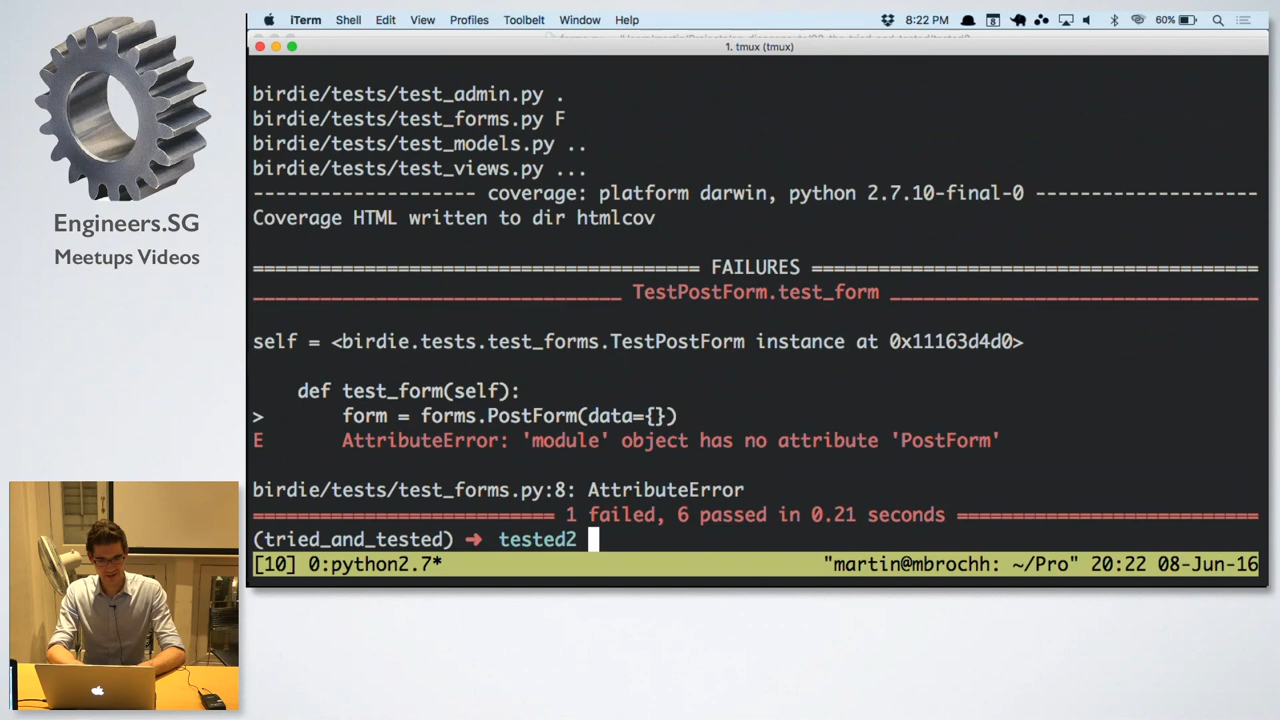 iTerm Shell Edit View Profiles Toolbelt Window Help 8:22 PM 8 60%
1. tmux (tmux)
Engineers.SG
Meetups Videos
birdie/tests/test_admin.py .
birdie/tests/test_forms.py F
birdie/tests/test_models.py ..
birdie/tests/test_views.py ...
-------------------- coverage: platform darwin, python 2.7.10-final-0 --------------------
Coverage HTML written to dir htmlcov
======================================== FAILURES ========================================
_________________________________ TestPostForm.test_form _________________________________
self = <birdie.tests.test_forms.TestPostForm instance at 0x11163d4d0>
    def test_form(self):
>       form = forms.PostForm(data={})
E       AttributeError: 'module' object has no attribute 'PostForm'
birdie/tests/test_forms.py:8: AttributeError
=========================== 1 failed, 6 passed in 0.21 seconds ===========================
(tried_and_tested) ➜  tested2
[10] 0:python2.7* "martin@mbrochh: ~/Pro" 20:22 08-Jun-16